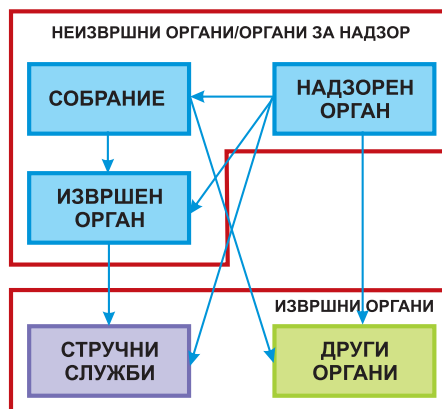 НЕИЗВРШНИ ОРГАНИ/ОРГАНИ ЗА НАДЗОР
СОБРАНИЕ
НАДЗОРЕН
ОРГАН
ИЗВРШЕН
ОРГАН
ИЗВРШНИ ОРГАНИ
СТРУЧНИ
СЛУЖБИ
ДРУГИ
ОРГАНИ